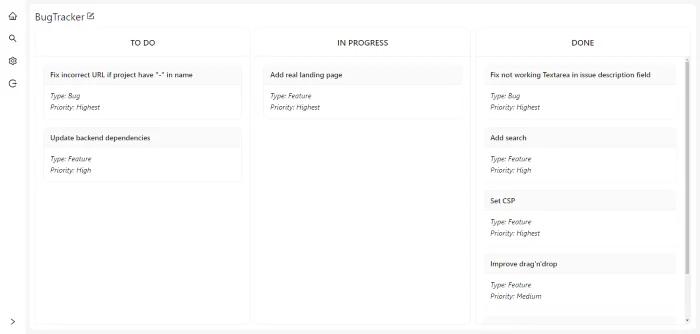 BugTracker
TO DO
Fix incorrect URL if project have "-" in name
Type: Bug
Priority: Highest
Update backend dependencies
Type: Feature
Priority: High
IN PROGRESS
Add real landing page
Type: Feature
Priority: Highest
DONE
Fix not working Textarea in issue description field
Type: Bug
Priority: Highest
Add search
Type: Feature
Priority: High
Set CSP
Type: Feature
Priority: Highest
Improve drag'n'drop
Type: Feature
Priority: Medium